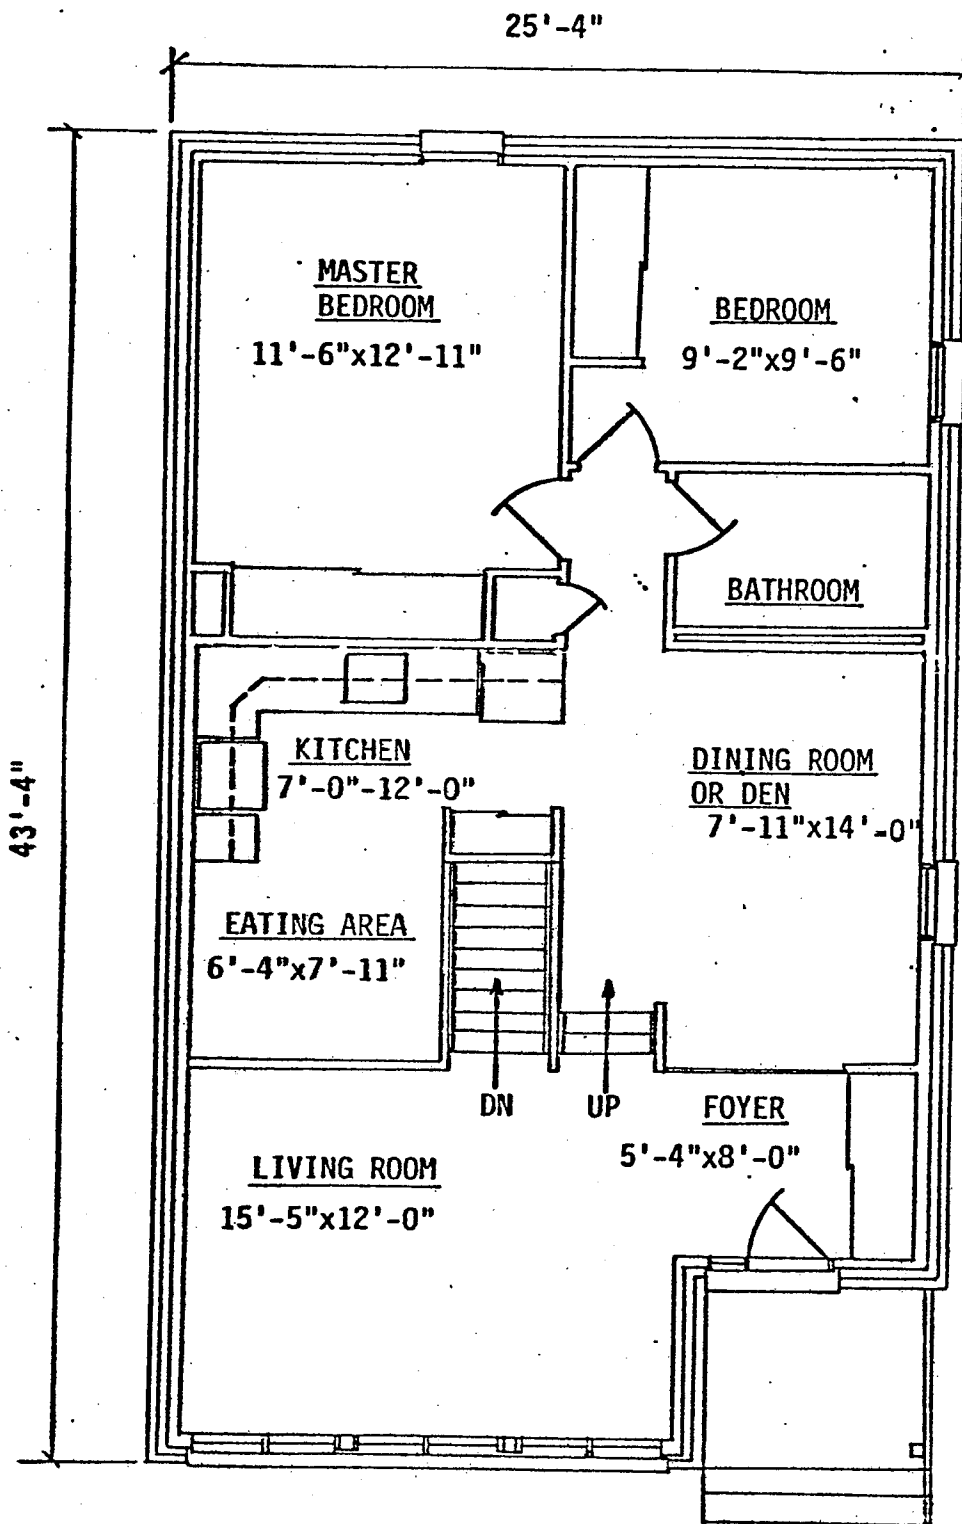 25'-4"
43'-4"
MASTER
BEDROOM
11'-6"x12'-11"
BEDROOM
9'-2"x9'-6"
BATHROOM
KITCHEN
7'-0"-12'-0"
DINING ROOM
OR DEN
7'-11"x14'-0"
EATING AREA
6'-4"x7'-11"
DN
UP
FOYER
5'-4"x8'-0"
LIVING ROOM
15'-5"x12'-0"